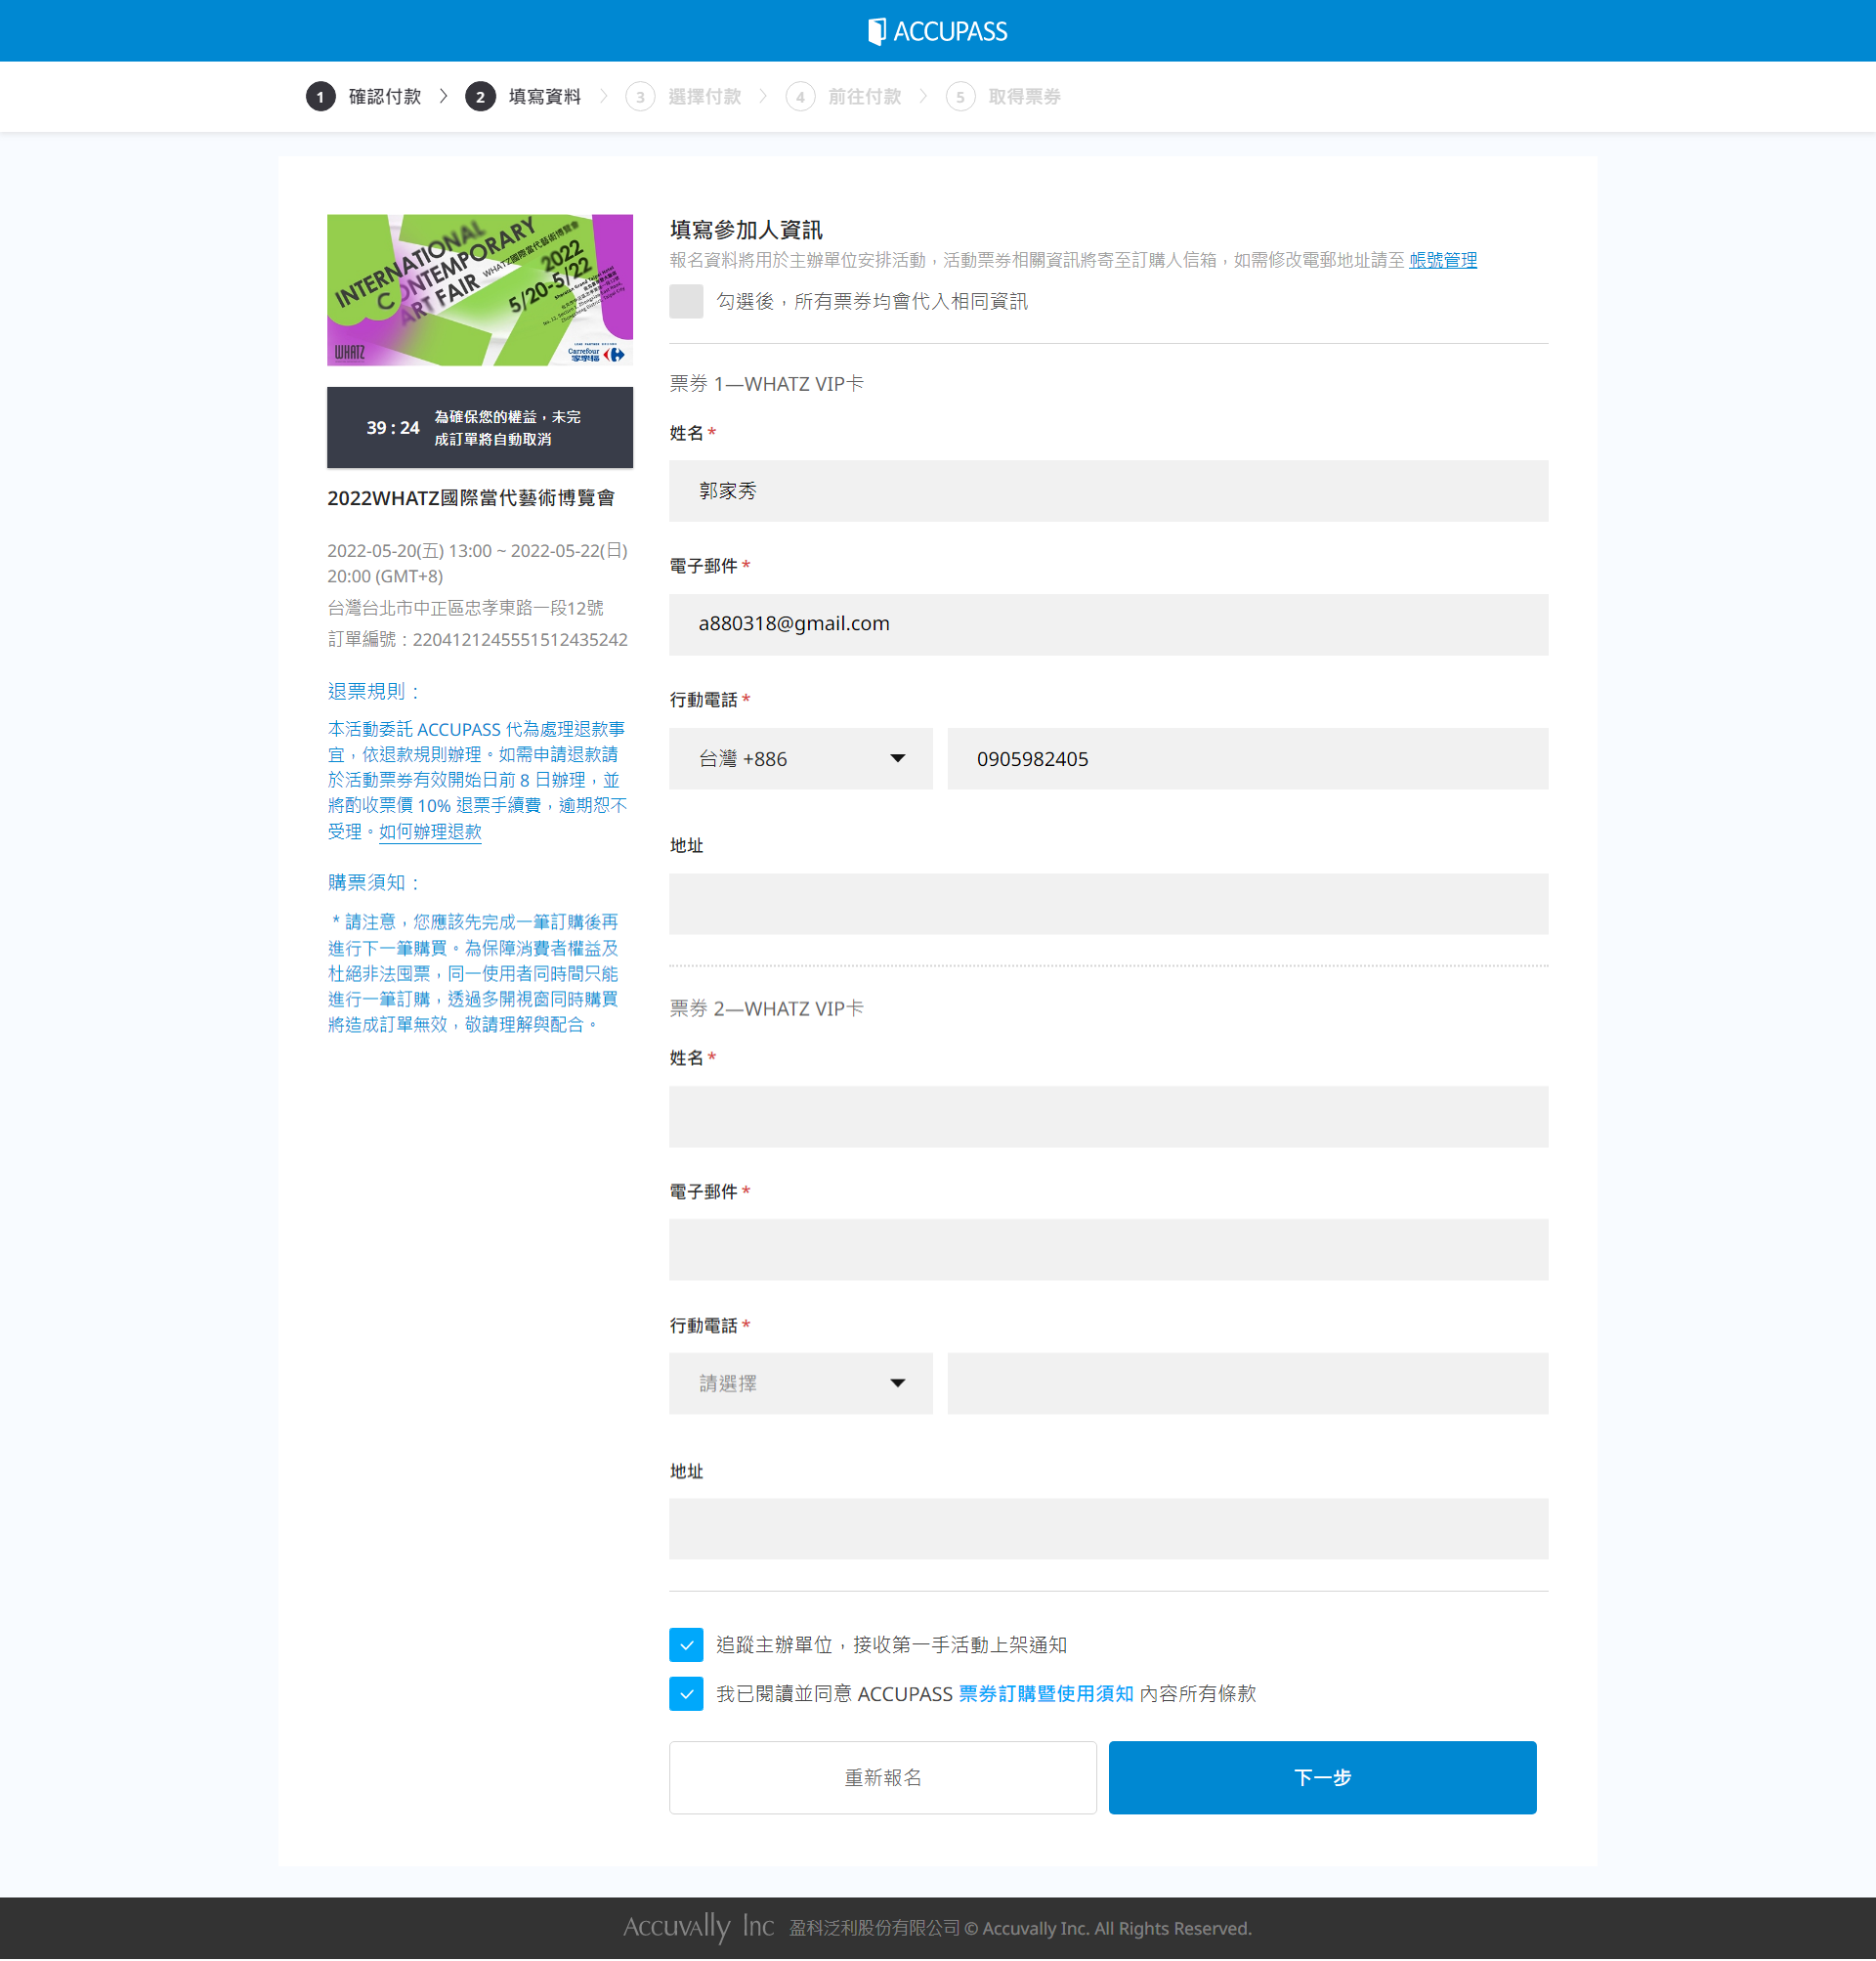 ACCUPASS
1 確認付款 2 填寫資料 3 選擇付款 4 前往付款 5 取得票券
INTERNATIONAL
CONTEMPORARY
ART FAIR
WHATZ國際當代藝術博覽會
2022
5/20-5/22
WHATZ
Carrefour
家樂福
39 : 24
為確保您的權益，未完
成訂單將自動取消
2022WHATZ國際當代藝術博覽會
2022-05-20(五) 13:00 ~ 2022-05-22(日)
20:00 (GMT+8)
台灣台北市中正區忠孝東路一段12號
訂單編號：2204121245551512435242
退票規則：
本活動委託 ACCUPASS 代為處理退款事
宜，依退款規則辦理。如需申請退款請
於活動票券有效開始日前 8 日辦理，並
將酌收票價 10% 退票手續費，逾期恕不
受理。如何辦理退款
購票須知：
* 請注意，您應該先完成一筆訂購後再
進行下一筆購買。為保障消費者權益及
杜絕非法囤票，同一使用者同時間只能
進行一筆訂購，透過多開視窗同時購買
將造成訂單無效，敬請理解與配合。
填寫參加人資訊
報名資料將用於主辦單位安排活動，活動票券相關資訊將寄至訂購人信箱，如需修改電郵地址請至 帳號管理
勾選後，所有票券均會代入相同資訊
票券 1—WHATZ VIP卡
姓名 *
郭家秀
電子郵件 *
a880318@gmail.com
行動電話 *
台灣 +886 0905982405
地址
票券 2—WHATZ VIP卡
姓名 *
電子郵件 *
行動電話 *
請選擇
地址
追蹤主辦單位，接收第一手活動上架通知
我已閱讀並同意 ACCUPASS 票券訂購暨使用須知 內容所有條款
重新報名 下一步
Accuvally Inc 盈科泛利股份有限公司 © Accuvally Inc. All Rights Reserved.